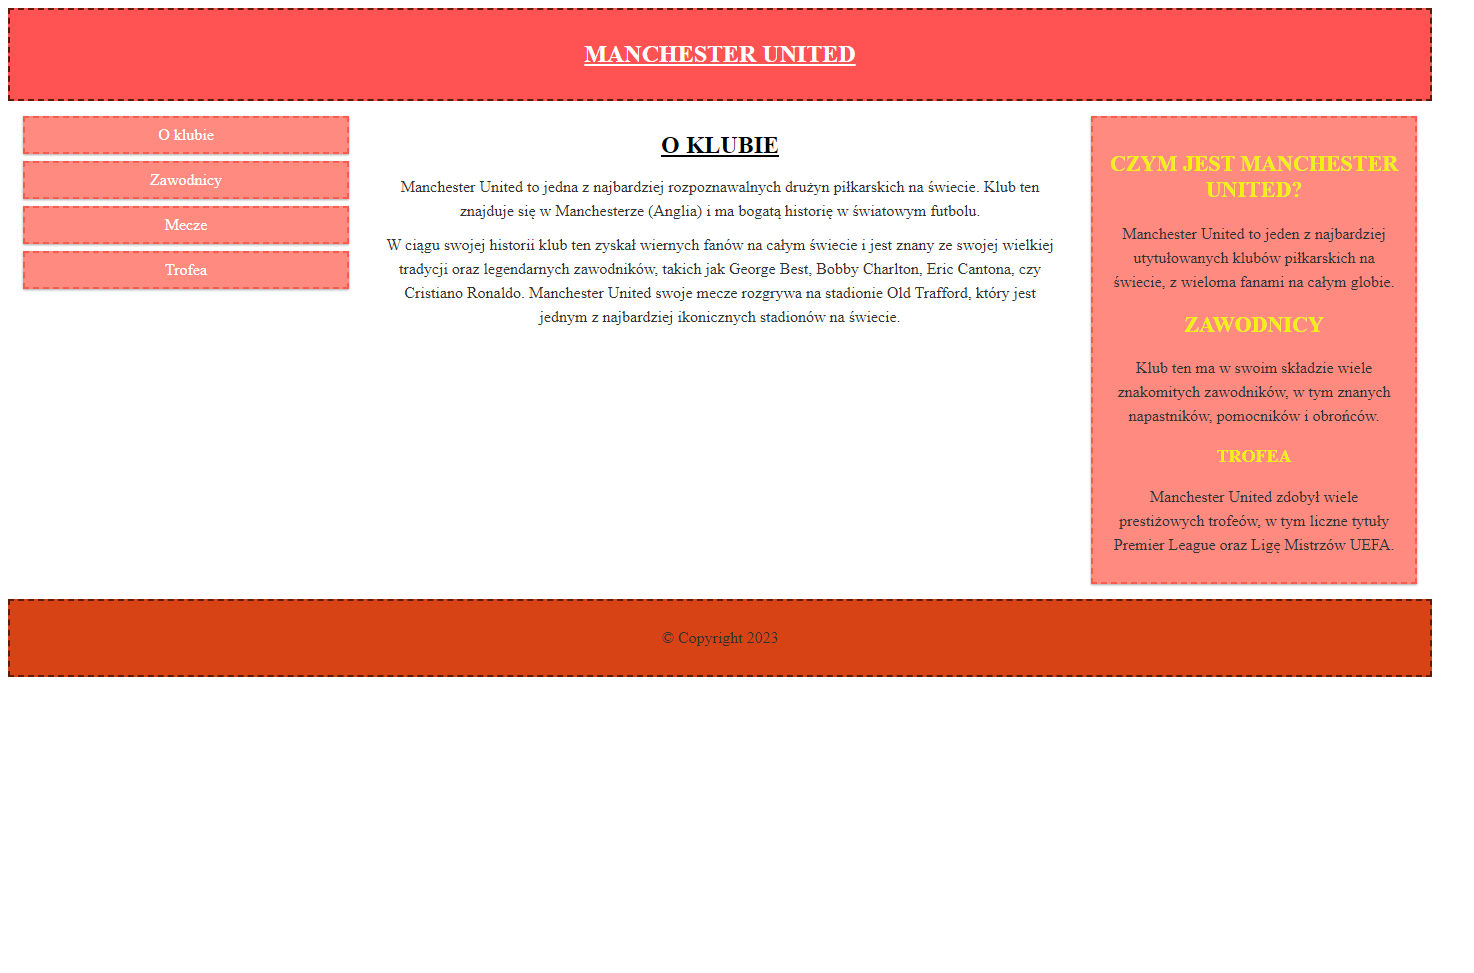 MANCHESTER UNITED
O klubie
Zawodnicy
Mecze
Trofea
O KLUBIE
Manchester United to jedna z najbardziej rozpoznawalnych drużyn piłkarskich na świecie. Klub ten
znajduje się w Manchesterze (Anglia) i ma bogatą historię w światowym futbolu.
W ciągu swojej historii klub ten zyskał wiernych fanów na całym świecie i jest znany ze swojej wielkiej
tradycji oraz legendarnych zawodników, takich jak George Best, Bobby Charlton, Eric Cantona, czy
Cristiano Ronaldo. Manchester United swoje mecze rozgrywa na stadionie Old Trafford, który jest
jednym z najbardziej ikonicznych stadionów na świecie.
CZYM JEST MANCHESTER
UNITED?
Manchester United to jeden z najbardziej
utytułowanych klubów piłkarskich na
świecie, z wieloma fanami na całym globie.
ZAWODNICY
Klub ten ma w swoim składzie wiele
znakomitych zawodników, w tym znanych
napastników, pomocników i obrońców.
TROFEA
Manchester United zdobył wiele
prestiżowych trofeów, w tym liczne tytuły
Premier League oraz Ligę Mistrzów UEFA.
© Copyright 2023